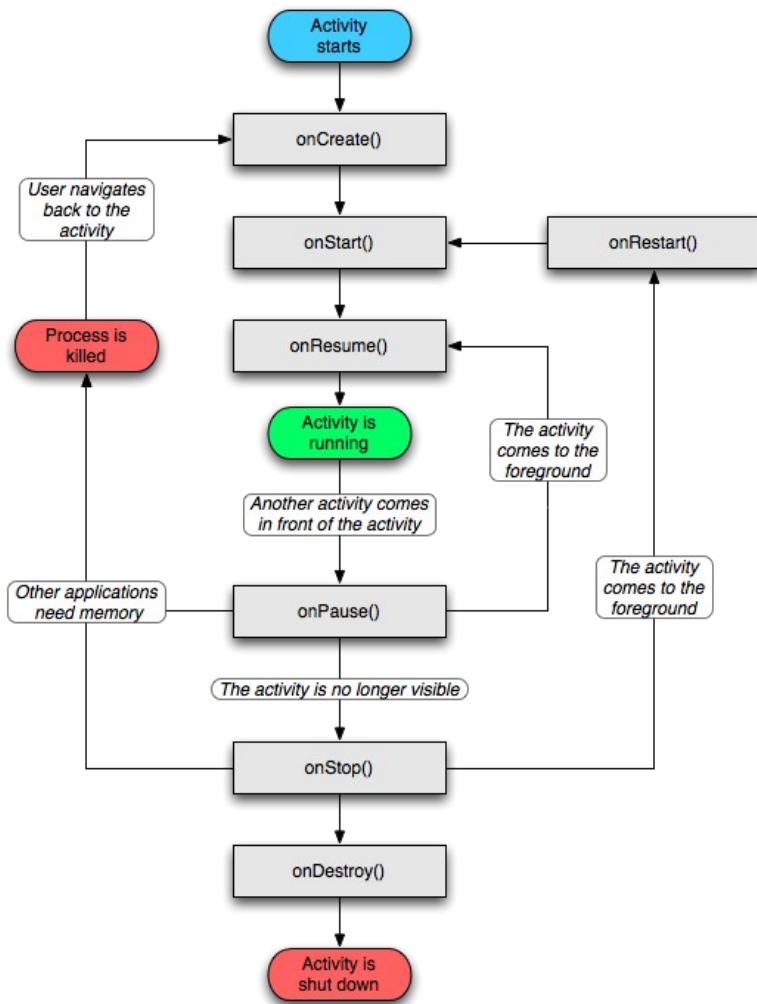 Activity
starts
onCreate()
User navigates
back to the
activity
onStart()
onRestart()
Process is
killed
onResume()
Activity is
running
The activity
comes to the
foreground
Another activity comes
in front of the activity
Other applications
need memory
onPause()
The activity
comes to the
foreground
The activity is no longer visible
onStop()
onDestroy()
Activity is
shut down